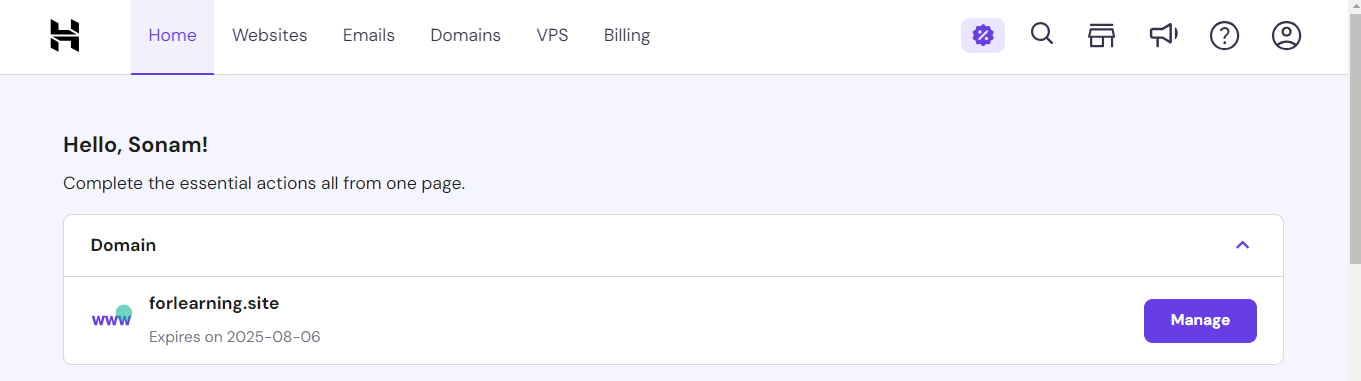 Home Websites Emails Domains VPS Billing
Hello, Sonam!
Complete the essential actions all from one page.
Domain
www
forlearning.site
Expires on 2025-08-06
Manage